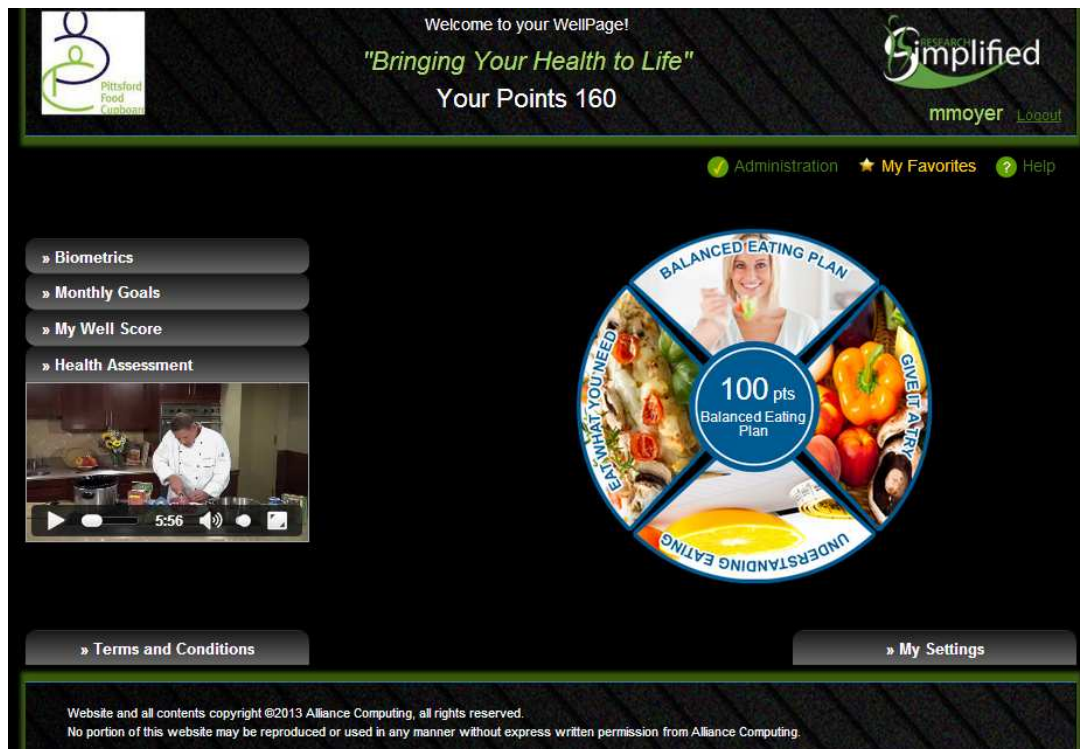 Pittsford
Food
Cupboard
Welcome to your WellPage!
"Bringing Your Health to Life"
Your Points 160
RESEARCH
Simplified
mmoyer Logout
Administration My Favorites ? Help
» Biometrics
» Monthly Goals
» My Well Score
» Health Assessment
5:56
BALANCED EATING PLAN
EAT WHAT YOU NEED
100 pts
Balanced Eating
Plan
GIVE IT A TRY
UNDERSTANDING EATING
» Terms and Conditions
» My Settings
Website and all contents copyright ©2013 Alliance Computing, all rights reserved.
No portion of this website may be reproduced or used in any manner without express written permission from Alliance Computing.